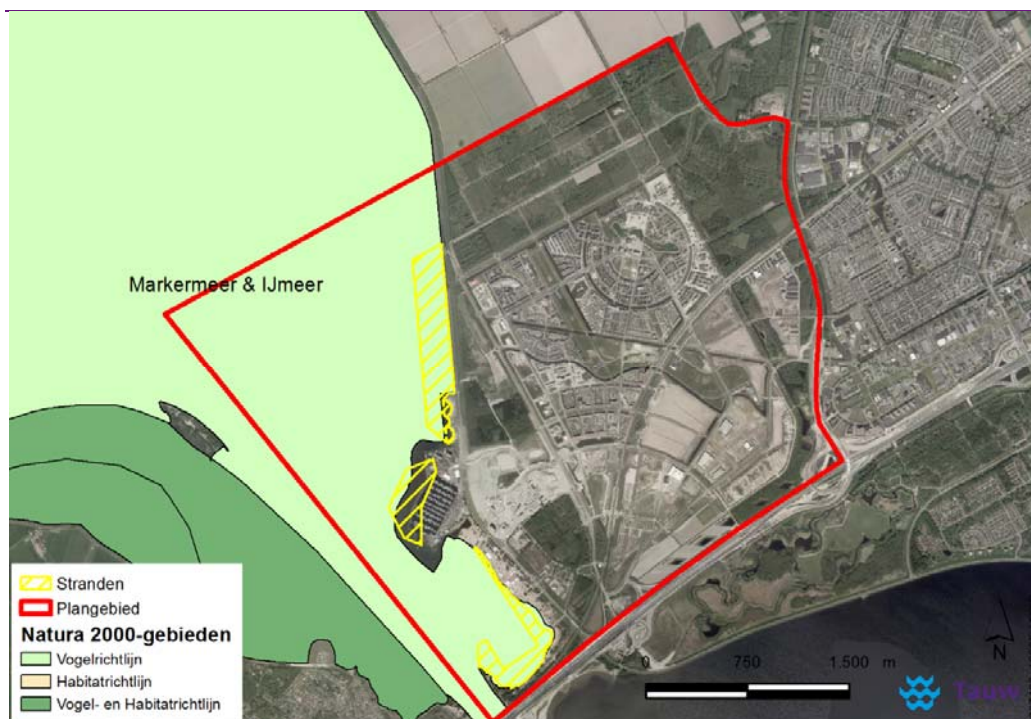 Markermeer & IJmeer
Stranden
Plangebied
Natura 2000-gebieden
Vogelrichtlijn
Habitatrichtlijn
Vogel- en Habitatrichtlijn
0 750 1.500 m
N
Tauw